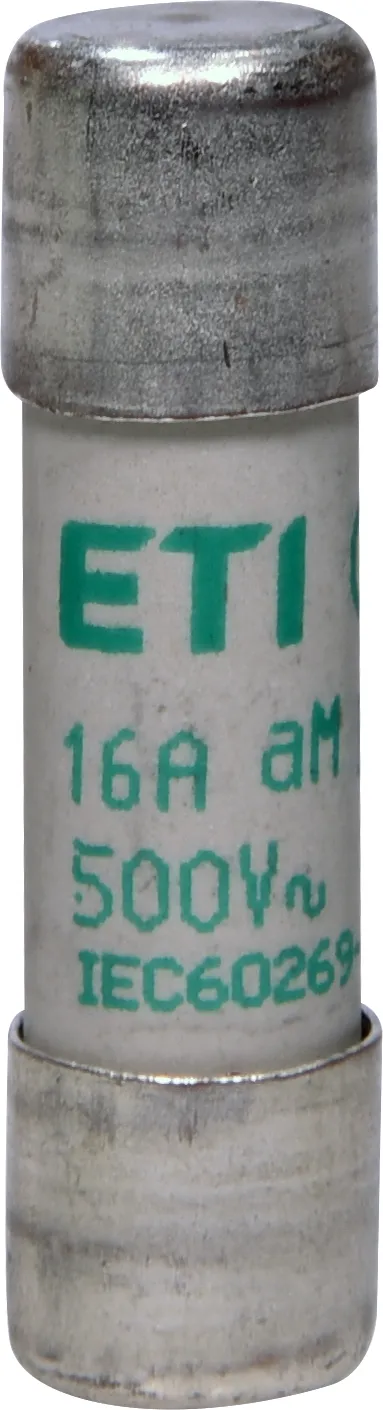 ETI
16A aM
500V~
IEC60269-